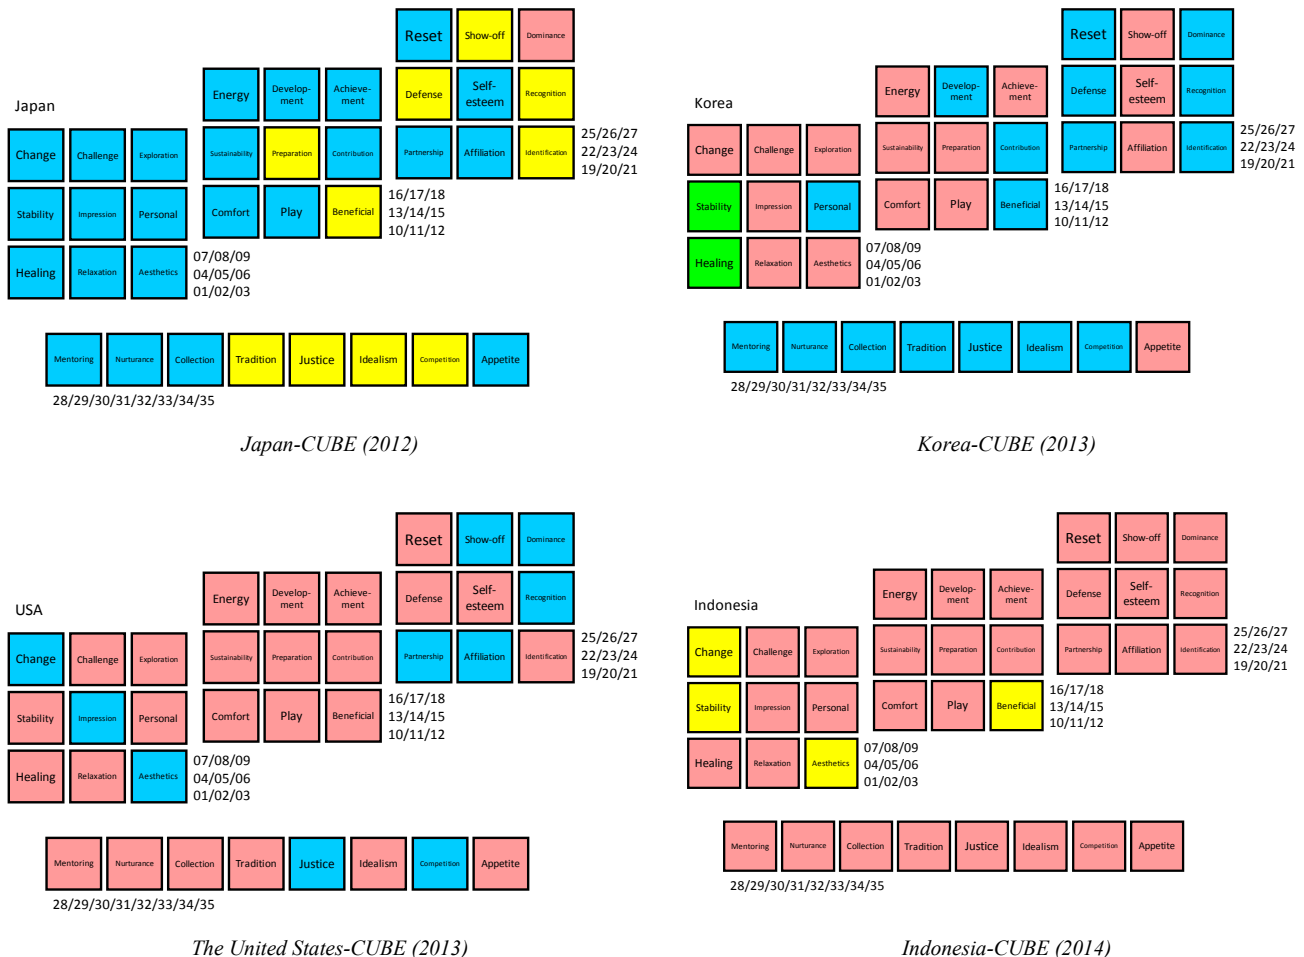 Japan
Reset Show-off Dominance
Defense Self-esteem Recognition
Partnership Affiliation Identification
25/26/27
22/23/24
19/20/21
Energy Develop-ment Achieve-ment
Sustainability Preparation Contribution
Comfort Play Beneficial
16/17/18
13/14/15
10/11/12
Change Challenge Exploration
Stability Impression Personal
Healing Relaxation Aesthetics
07/08/09
04/05/06
01/02/03
Mentoring Nurturance Collection Tradition Justice Idealism Competition Appetite
28/29/30/31/32/33/34/35
Japan-CUBE (2012)
Korea
Reset Show-off Dominance
Defense Self-esteem Recognition
Partnership Affiliation Identification
25/26/27
22/23/24
19/20/21
Energy Develop-ment Achieve-ment
Sustainability Preparation Contribution
Comfort Play Beneficial
16/17/18
13/14/15
10/11/12
Change Challenge Exploration
Stability Impression Personal
Healing Relaxation Aesthetics
07/08/09
04/05/06
01/02/03
Mentoring Nurturance Collection Tradition Justice Idealism Competition Appetite
28/29/30/31/32/33/34/35
Korea-CUBE (2013)
USA
Reset Show-off Dominance
Defense Self-esteem Recognition
Partnership Affiliation Identification
25/26/27
22/23/24
19/20/21
Energy Develop-ment Achieve-ment
Sustainability Preparation Contribution
Comfort Play Beneficial
16/17/18
13/14/15
10/11/12
Change Challenge Exploration
Stability Impression Personal
Healing Relaxation Aesthetics
07/08/09
04/05/06
01/02/03
Mentoring Nurturance Collection Tradition Justice Idealism Competition Appetite
28/29/30/31/32/33/34/35
The United States-CUBE (2013)
Indonesia
Reset Show-off Dominance
Defense Self-esteem Recognition
Partnership Affiliation Identification
25/26/27
22/23/24
19/20/21
Energy Develop-ment Achieve-ment
Sustainability Preparation Contribution
Comfort Play Beneficial
16/17/18
13/14/15
10/11/12
Change Challenge Exploration
Stability Impression Personal
Healing Relaxation Aesthetics
07/08/09
04/05/06
01/02/03
Mentoring Nurturance Collection Tradition Justice Idealism Competition Appetite
28/29/30/31/32/33/34/35
Indonesia-CUBE (2014)